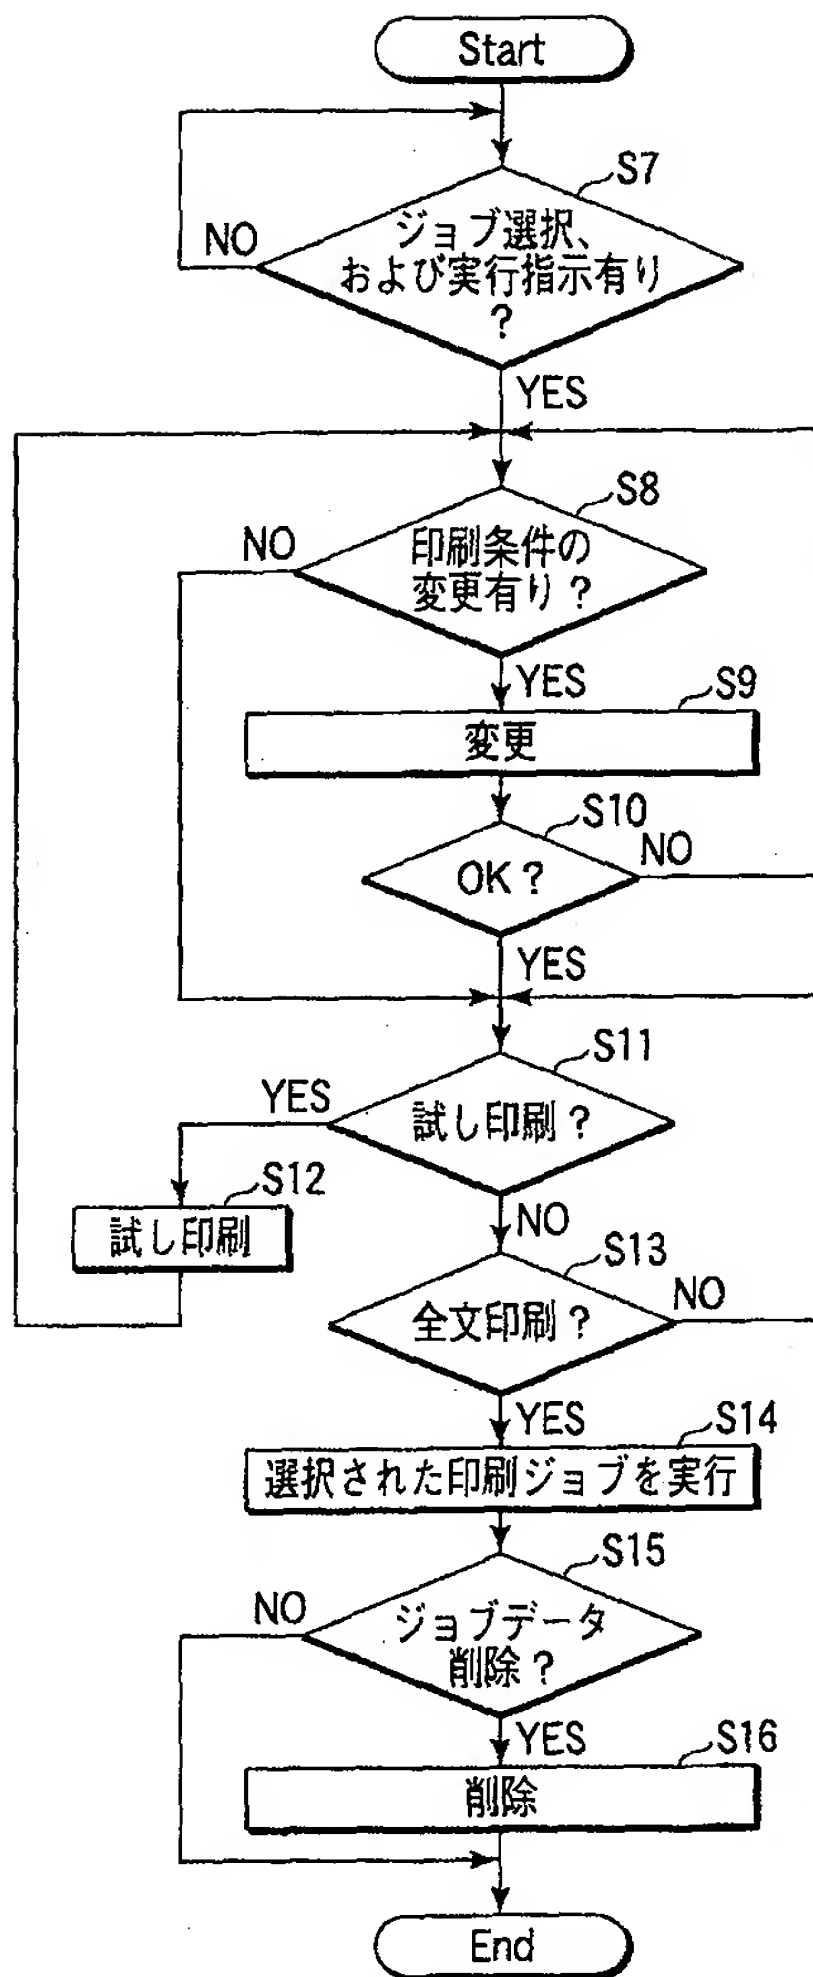 Start
S7
NO
ジョブ選択、
および実行指示有り
?
YES
S8
NO
印刷条件の
変更有り?
YES
S9
変更
S10
NO
OK?
YES
S11
YES
試し印刷?
S12
NO
試し印刷
S13
NO
全文印刷?
YES
S14
選択された印刷ジョブを実行
S15
NO
ジョブデータ
削除?
YES
S16
削除
End